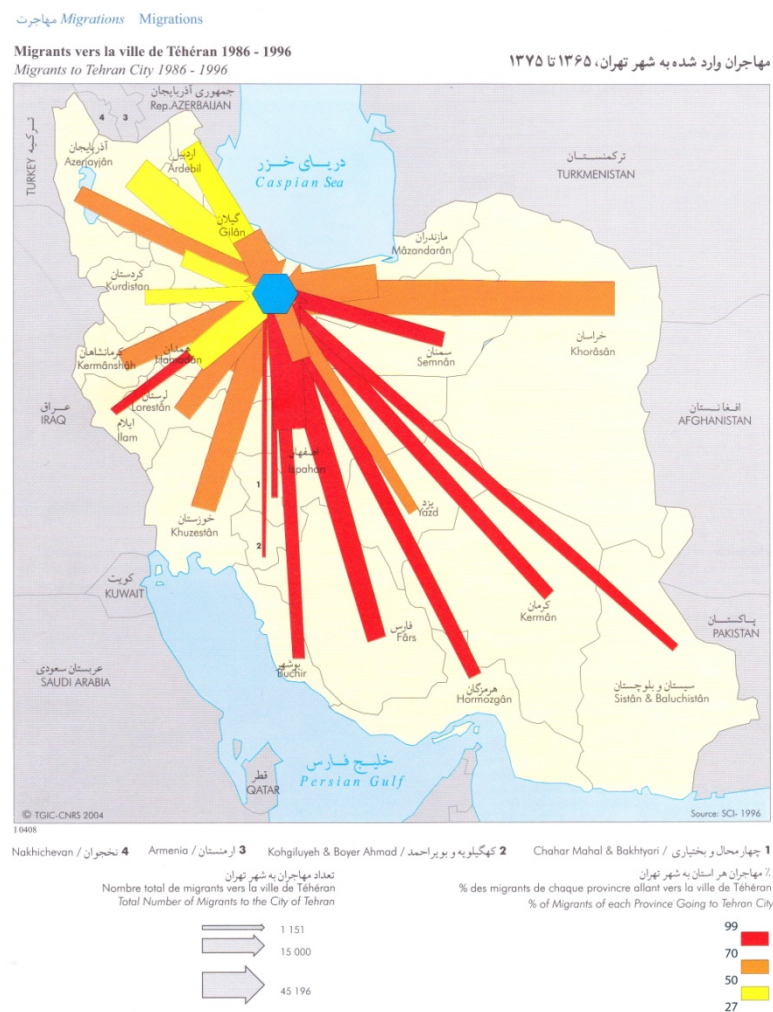 مهاجرت Migrations Migrations
Migrants vers la ville de Téhéran 1986 - 1996
Migrants to Tehran City 1986 - 1996
مهاجران وارد شده به شهر تهران، ۱۳۶۵ تا ۱۳۷۵
جمهوری آذربایجان
Rep.AZERBAIJAN
4
3
ترکیه TURKEY
آذربایجان
Azerjayjân
اردبیل
Ardebil
دریای خزر
Caspian Sea
ترکمنستان
TURKMENISTAN
گیلان
Gilân
مازندران
Mâzandarân
کردستان
Kurdistan
کرمانشاهان
Kermânshâh
همدان
Hamadân
سمنان
Semnân
خراسان
Khorâsân
لرستان
Lorestân
ایلام
Ilam
عراق
IRAQ
افغانستان
AFGHANISTAN
اصفهان
Ispahan
1
یزد
Yazd
خوزستان
Khuzestân
2
کویت
KUWAIT
کرمان
Kermân
فارس
Fârs
پاکستان
PAKISTAN
عربستان سعودی
SAUDI ARABIA
بوشهر
Buchir
هرمزگان
Hormozgân
سیستان و بلوچستان
Sistân & Baluchistân
خلیج فارس
Persian Gulf
قطر
QATAR
© TGIC-CNRS 2004
Source: SCI- 1996
I 0408
Nakhichevan / نخجوان 4 Armenia / ارمنستان 3 Kohgiluyeh & Boyer Ahmad / کهگیلویه و بویراحمد 2 Chahar Mahal & Bakhtyari / چهارمحال و بختیاری 1
تعداد مهاجران به شهر تهران
Nombre total de migrants vers la ville de Téhéran
Total Number of Migrants to the City of Tehran
1 151
15 000
45 196
٪ مهاجران هر استان به شهر تهران
% des migrants de chaque provincre allant vers la ville de Téhéran
% of Migrants of each Province Going to Tehran City
99
70
50
27